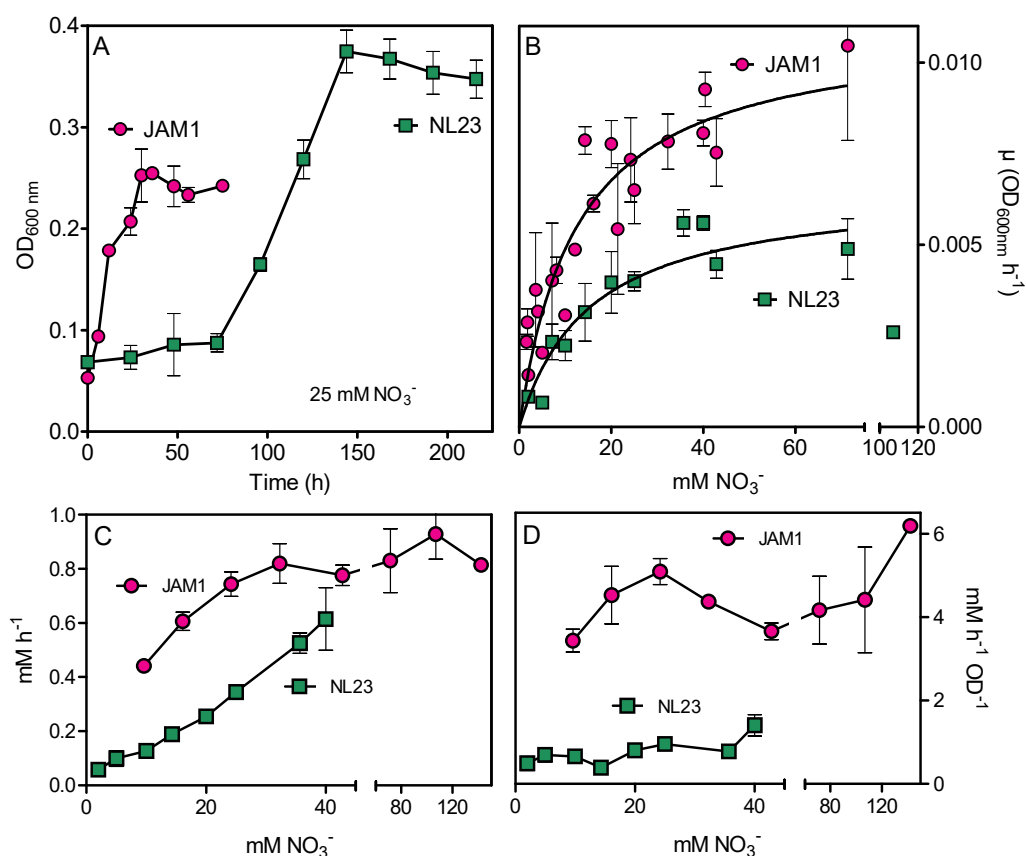 A
JAM1
NL23
25 mM NO₃⁻
OD₆₀₀ ₙₘ
0.4
0.3
0.2
0.1
0.0
0 50 100 150 200
Time (h)
B
JAM1
NL23
μ (OD₆₀₀ₙₘ h⁻¹)
0.010
0.005
0.000
0 20 40 60 100 120
mM NO₃⁻
C
JAM1
NL23
mM h⁻¹
1.0
0.8
0.6
0.4
0.2
0.0
0 20 40 80 120
mM NO₃⁻
D
JAM1
NL23
mM h⁻¹ OD⁻¹
6
4
2
0
0 20 40 80 120
mM NO₃⁻